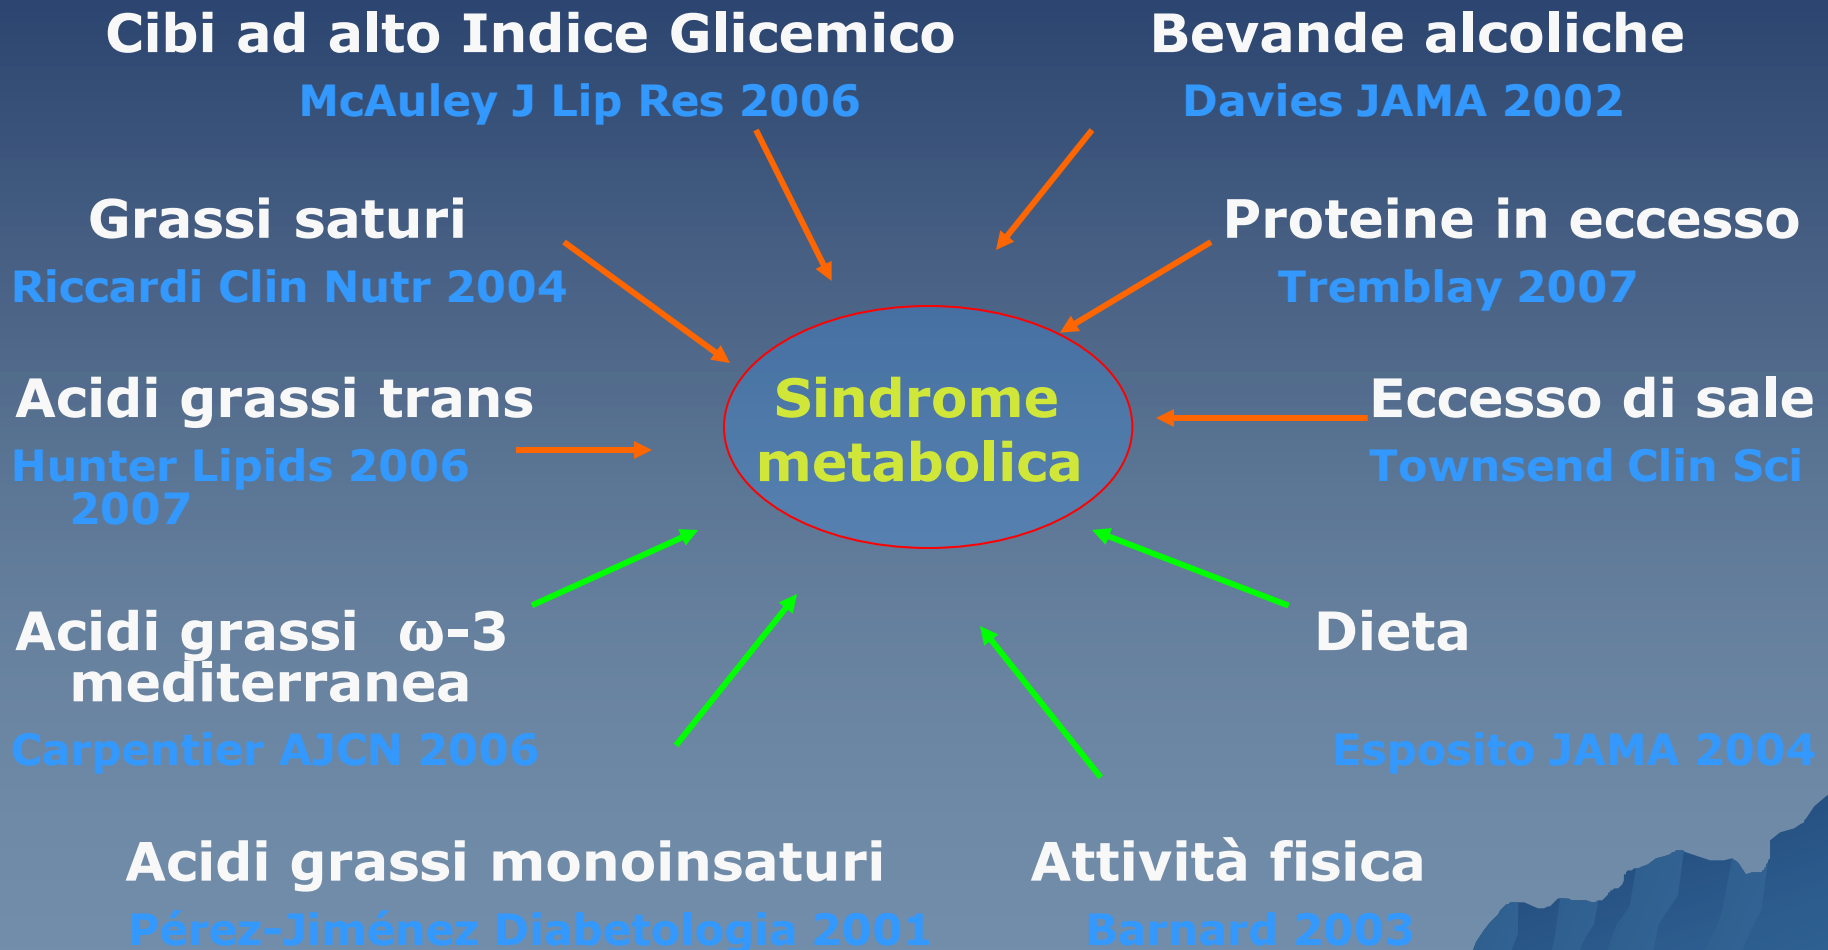 Cibi ad alto Indice Glicemico Bevande alcoliche
McAuley J Lip Res 2006 Davies JAMA 2002
Grassi saturi Proteine in eccesso
Riccardi Clin Nutr 2004 Tremblay 2007
Acidi grassi trans Eccesso di sale
Hunter Lipids 2006 Townsend Clin Sci
2007
Sindrome
metabolica
Acidi grassi ω-3 Dieta
mediterranea
Carpentier AJCN 2006 Esposito JAMA 2004
Acidi grassi monoinsaturi Attività fisica
Pérez-Jiménez Diabetologia 2001 Barnard 2003